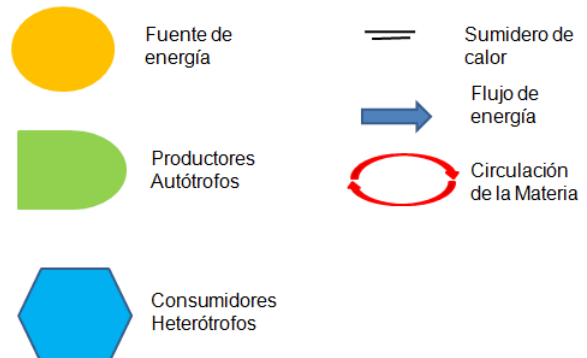 Fuente de
energía
Productores
Autótrofos
Consumidores
Heterótrofos
Sumidero de
calor
Flujo de
energía
Circulación
de la Materia